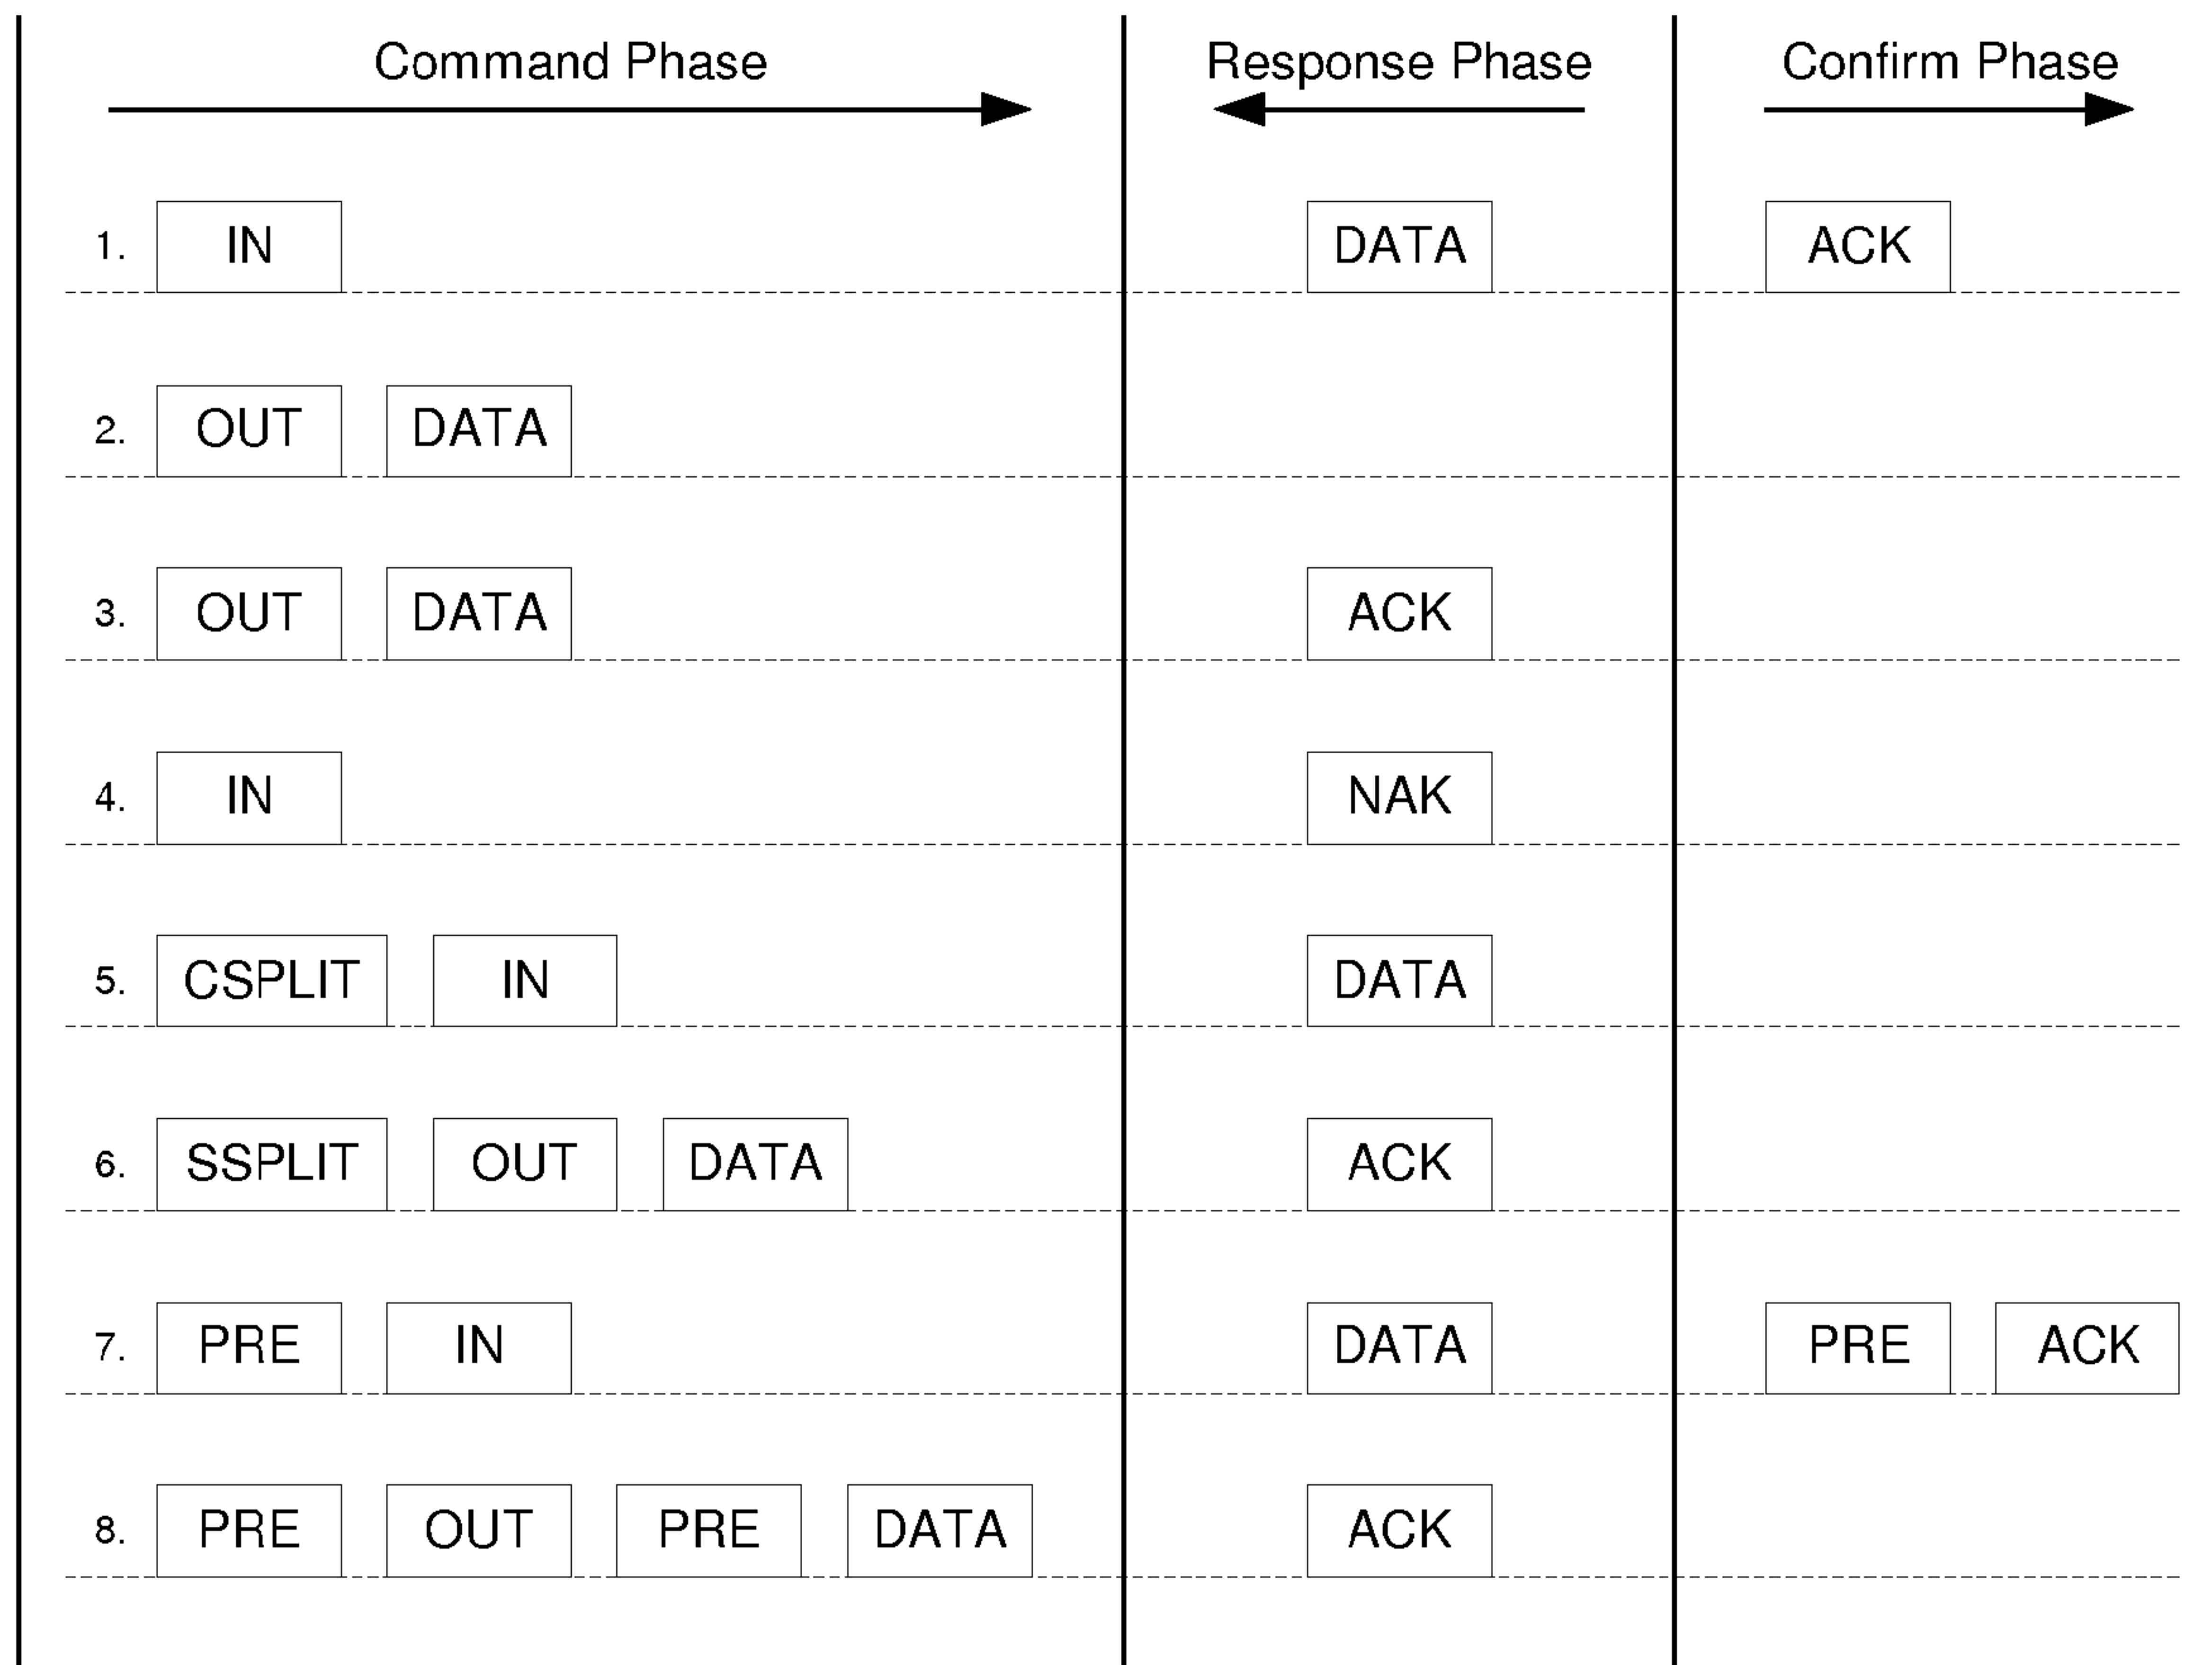 Command Phase Response Phase Confirm Phase
1. IN DATA ACK
2. OUT DATA
3. OUT DATA ACK
4. IN NAK
5. CSPLIT IN DATA
6. SSPLIT OUT DATA ACK
7. PRE IN DATA PRE ACK
8. PRE OUT PRE DATA ACK